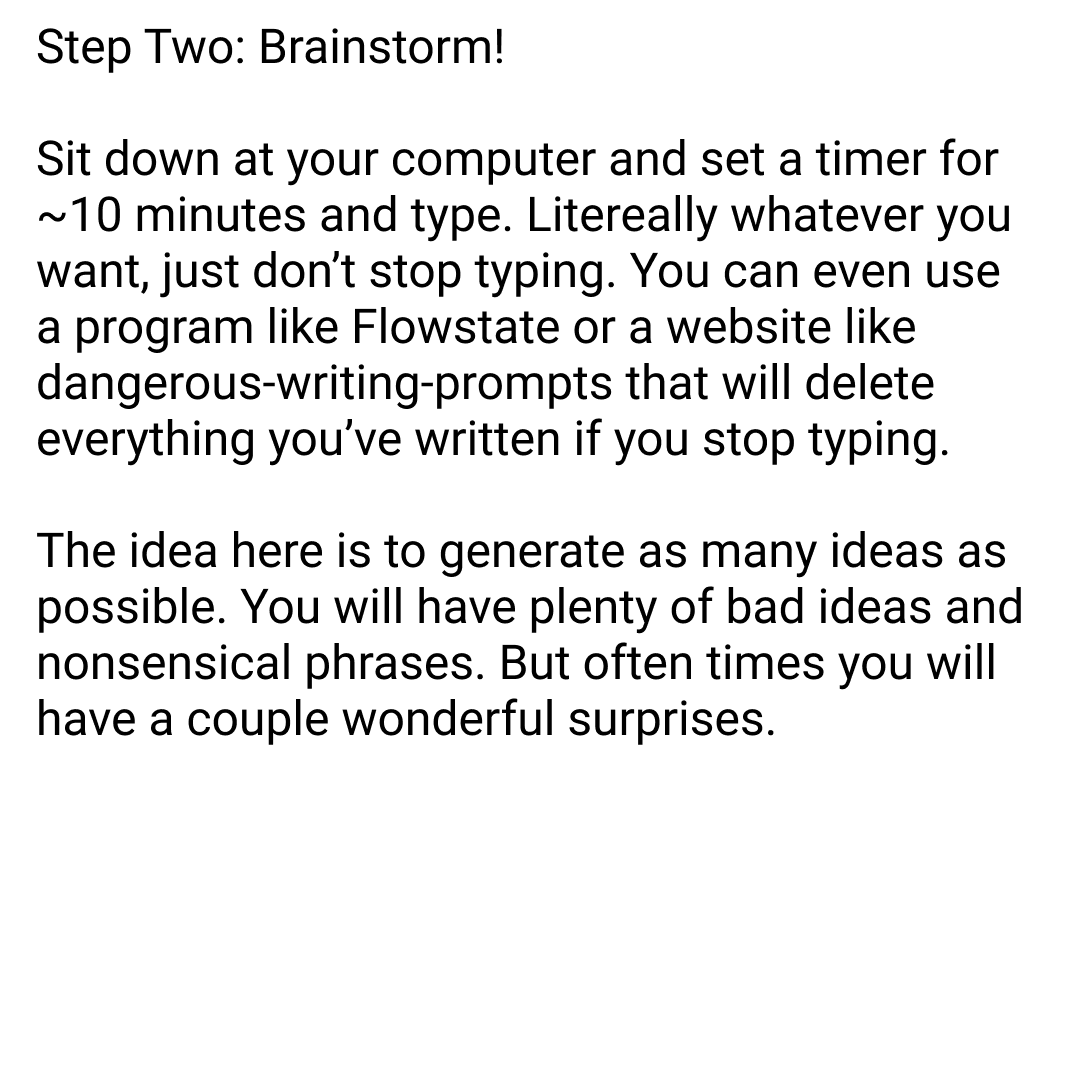 Step Two: Brainstorm!
Sit down at your computer and set a timer for
~10 minutes and type. Litereally whatever you
want, just don’t stop typing. You can even use
a program like Flowstate or a website like
dangerous-writing-prompts that will delete
everything you’ve written if you stop typing.
The idea here is to generate as many ideas as
possible. You will have plenty of bad ideas and
nonsensical phrases. But often times you will
have a couple wonderful surprises.